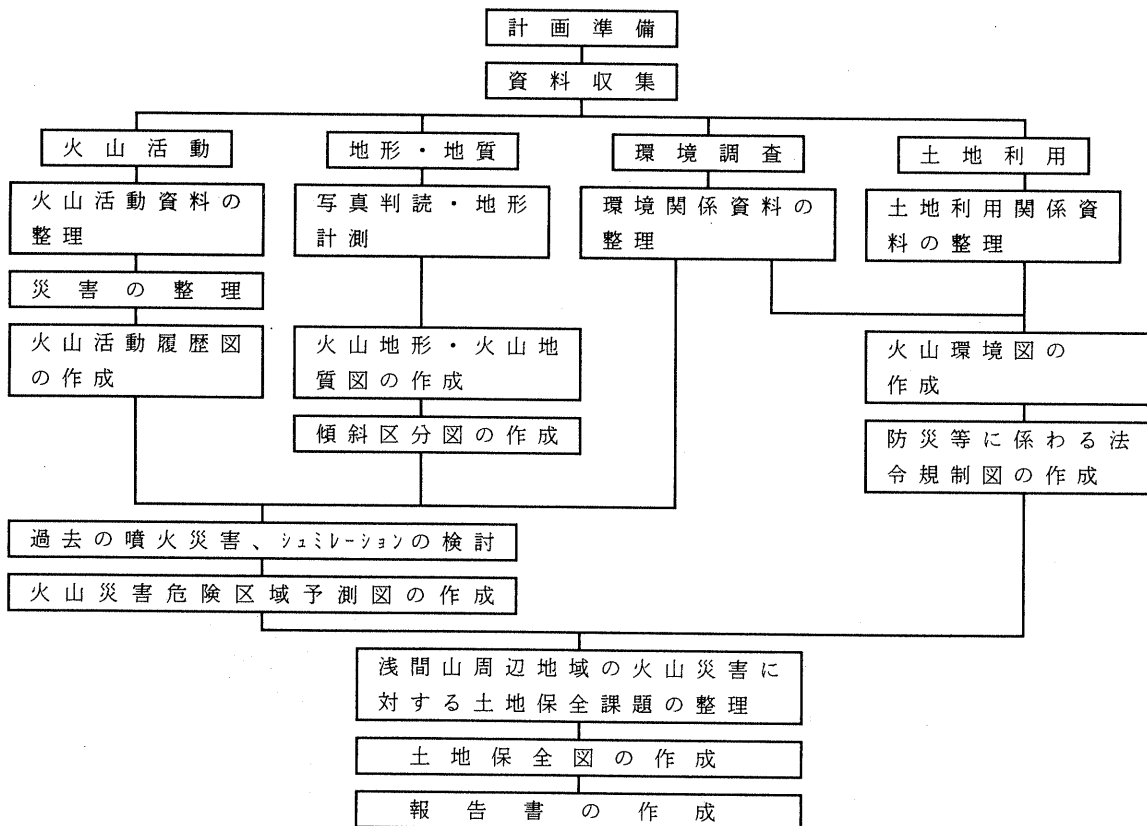 計画準備
資料収集
火山活動
地形・地質
環境調査
土地利用
火山活動資料の
整理
写真判読・地形
計測
環境関係資料の
整理
土地利用関係資
料の整理
災害の整理
火山活動履歴図
の作成
火山地形・火山地
質図の作成
火山環境図の
作成
傾斜区分図の作成
防災等に係わる法
令規制図の作成
過去の噴火災害、ｼｭﾐﾚｰｼｮﾝの検討
火山災害危険区域予測図の作成
浅間山周辺地域の火山災害に
対する土地保全課題の整理
土地保全図の作成
報告書の作成